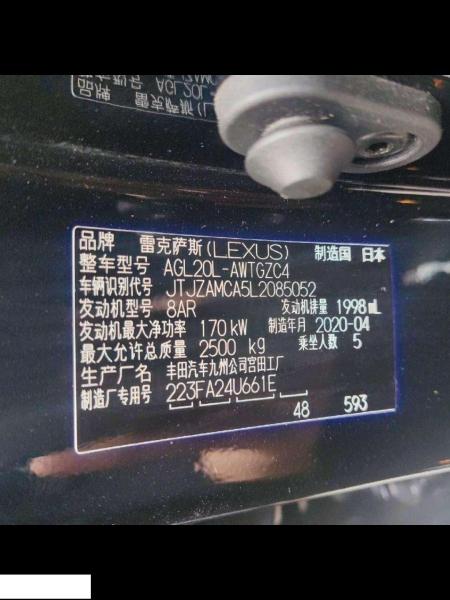 品牌 雷克萨斯(LEXUS) 制造国 日本
整车型号 AGL20L-AWTGZC4
车辆识别代号 JTJZAMCA5L2085052
发动机型号 8AR 发动机排量 1998mL
发动机最大净功率 170kW 制造年月 2020-04
最大允许总质量 2500 kg 乘坐人数 5
生产厂名 丰田汽车九州公司宫田工厂
制造厂专用号 223FA24U661E
48 593